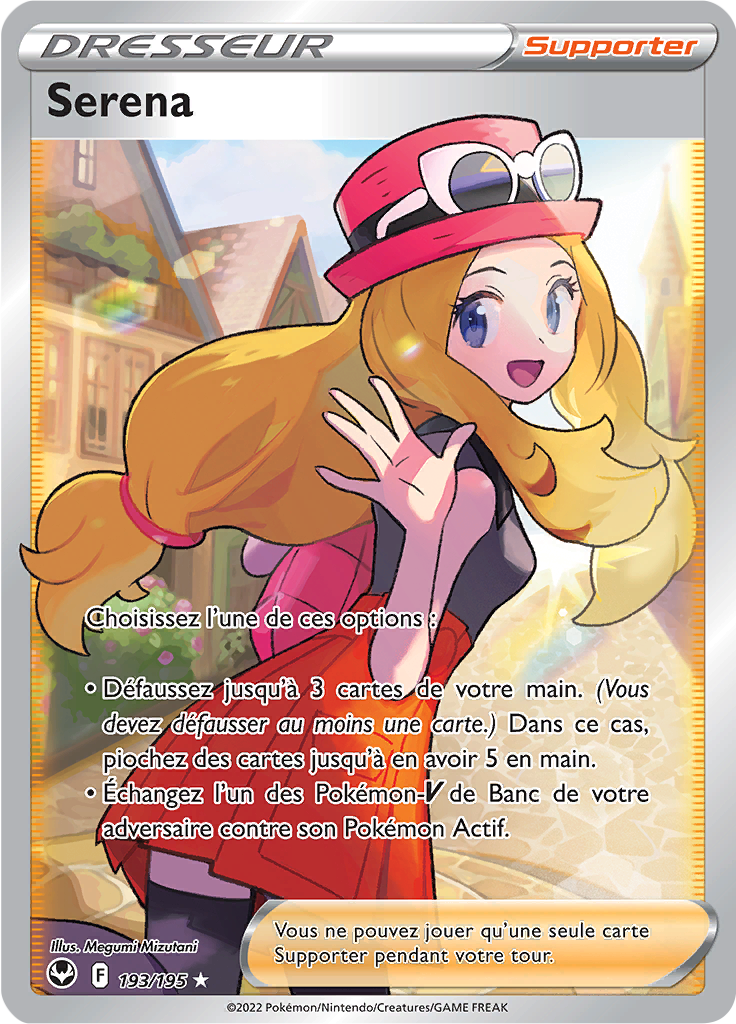 DRESSEUR Supporter
Serena
Choisissez l'une de ces options :
• Défaussez jusqu'à 3 cartes de votre main. (Vous
devez défausser au moins une carte.) Dans ce cas,
piochez des cartes jusqu'à en avoir 5 en main.
• Échangez l'un des Pokémon-V de Banc de votre
adversaire contre son Pokémon Actif.
Vous ne pouvez jouer qu'une seule carte
Supporter pendant votre tour.
Illus. Megumi Mizutani
F 193/195 ★
©2022 Pokémon/Nintendo/Creatures/GAME FREAK